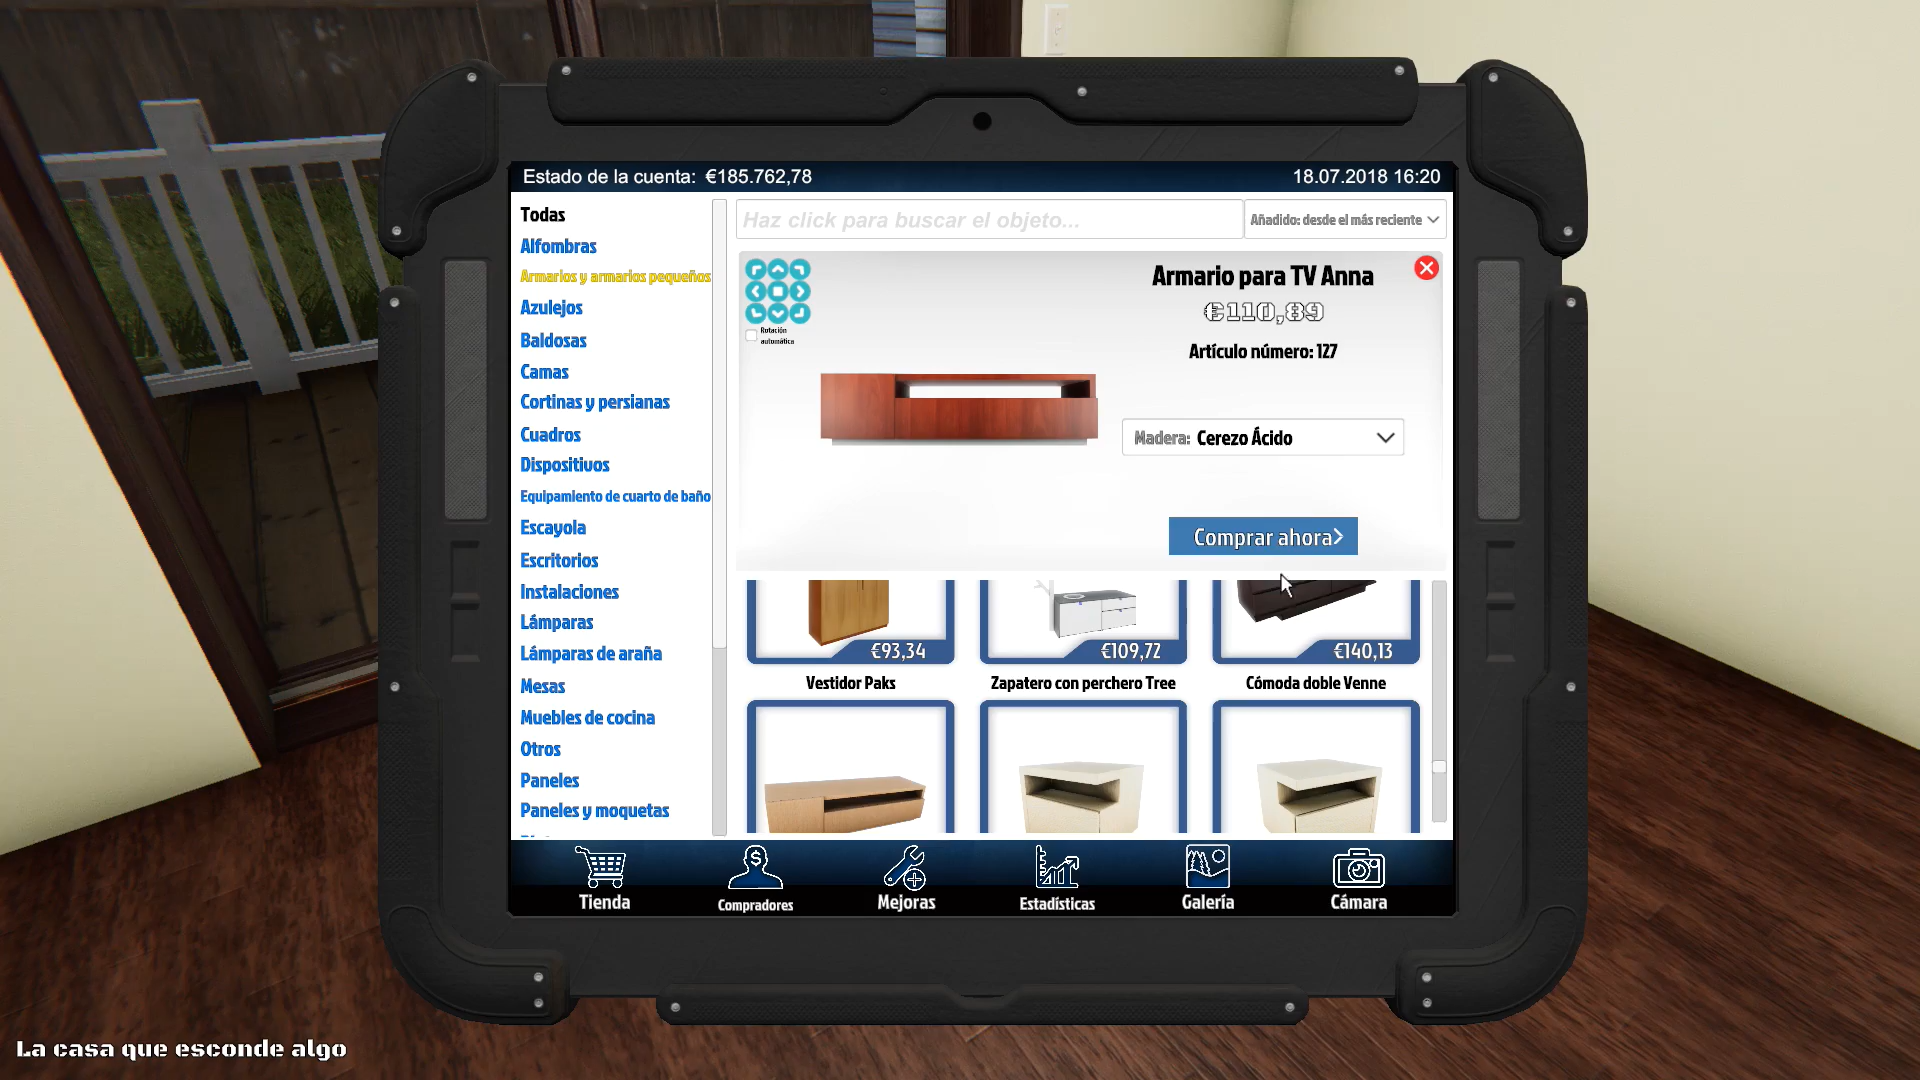 Estado de la cuenta: €185.762,78
18.07.2018 16:20
Todas
Alfombras
Armarios y armarios pequeños
Azulejos
Baldosas
Camas
Cortinas y persianas
Cuadros
Dispositivos
Equipamiento de cuarto de baño
Escayola
Escritorios
Instalaciones
Lámparas
Lámparas de araña
Mesas
Muebles de cocina
Otros
Paneles
Paneles y moquetas
Haz click para buscar el objeto...
Añadido: desde el más reciente
Rotación
automática
Armario para TV Anna
€110,89
Artículo número: 127
Madera: Cerezo Ácido
Comprar ahora
€93,34
€109,72
€140,13
Vestidor Paks
Zapatero con perchero Tree
Cómoda doble Venne
Tienda
Compradores
Mejoras
Estadísticas
Galería
Cámara
La casa que esconde algo